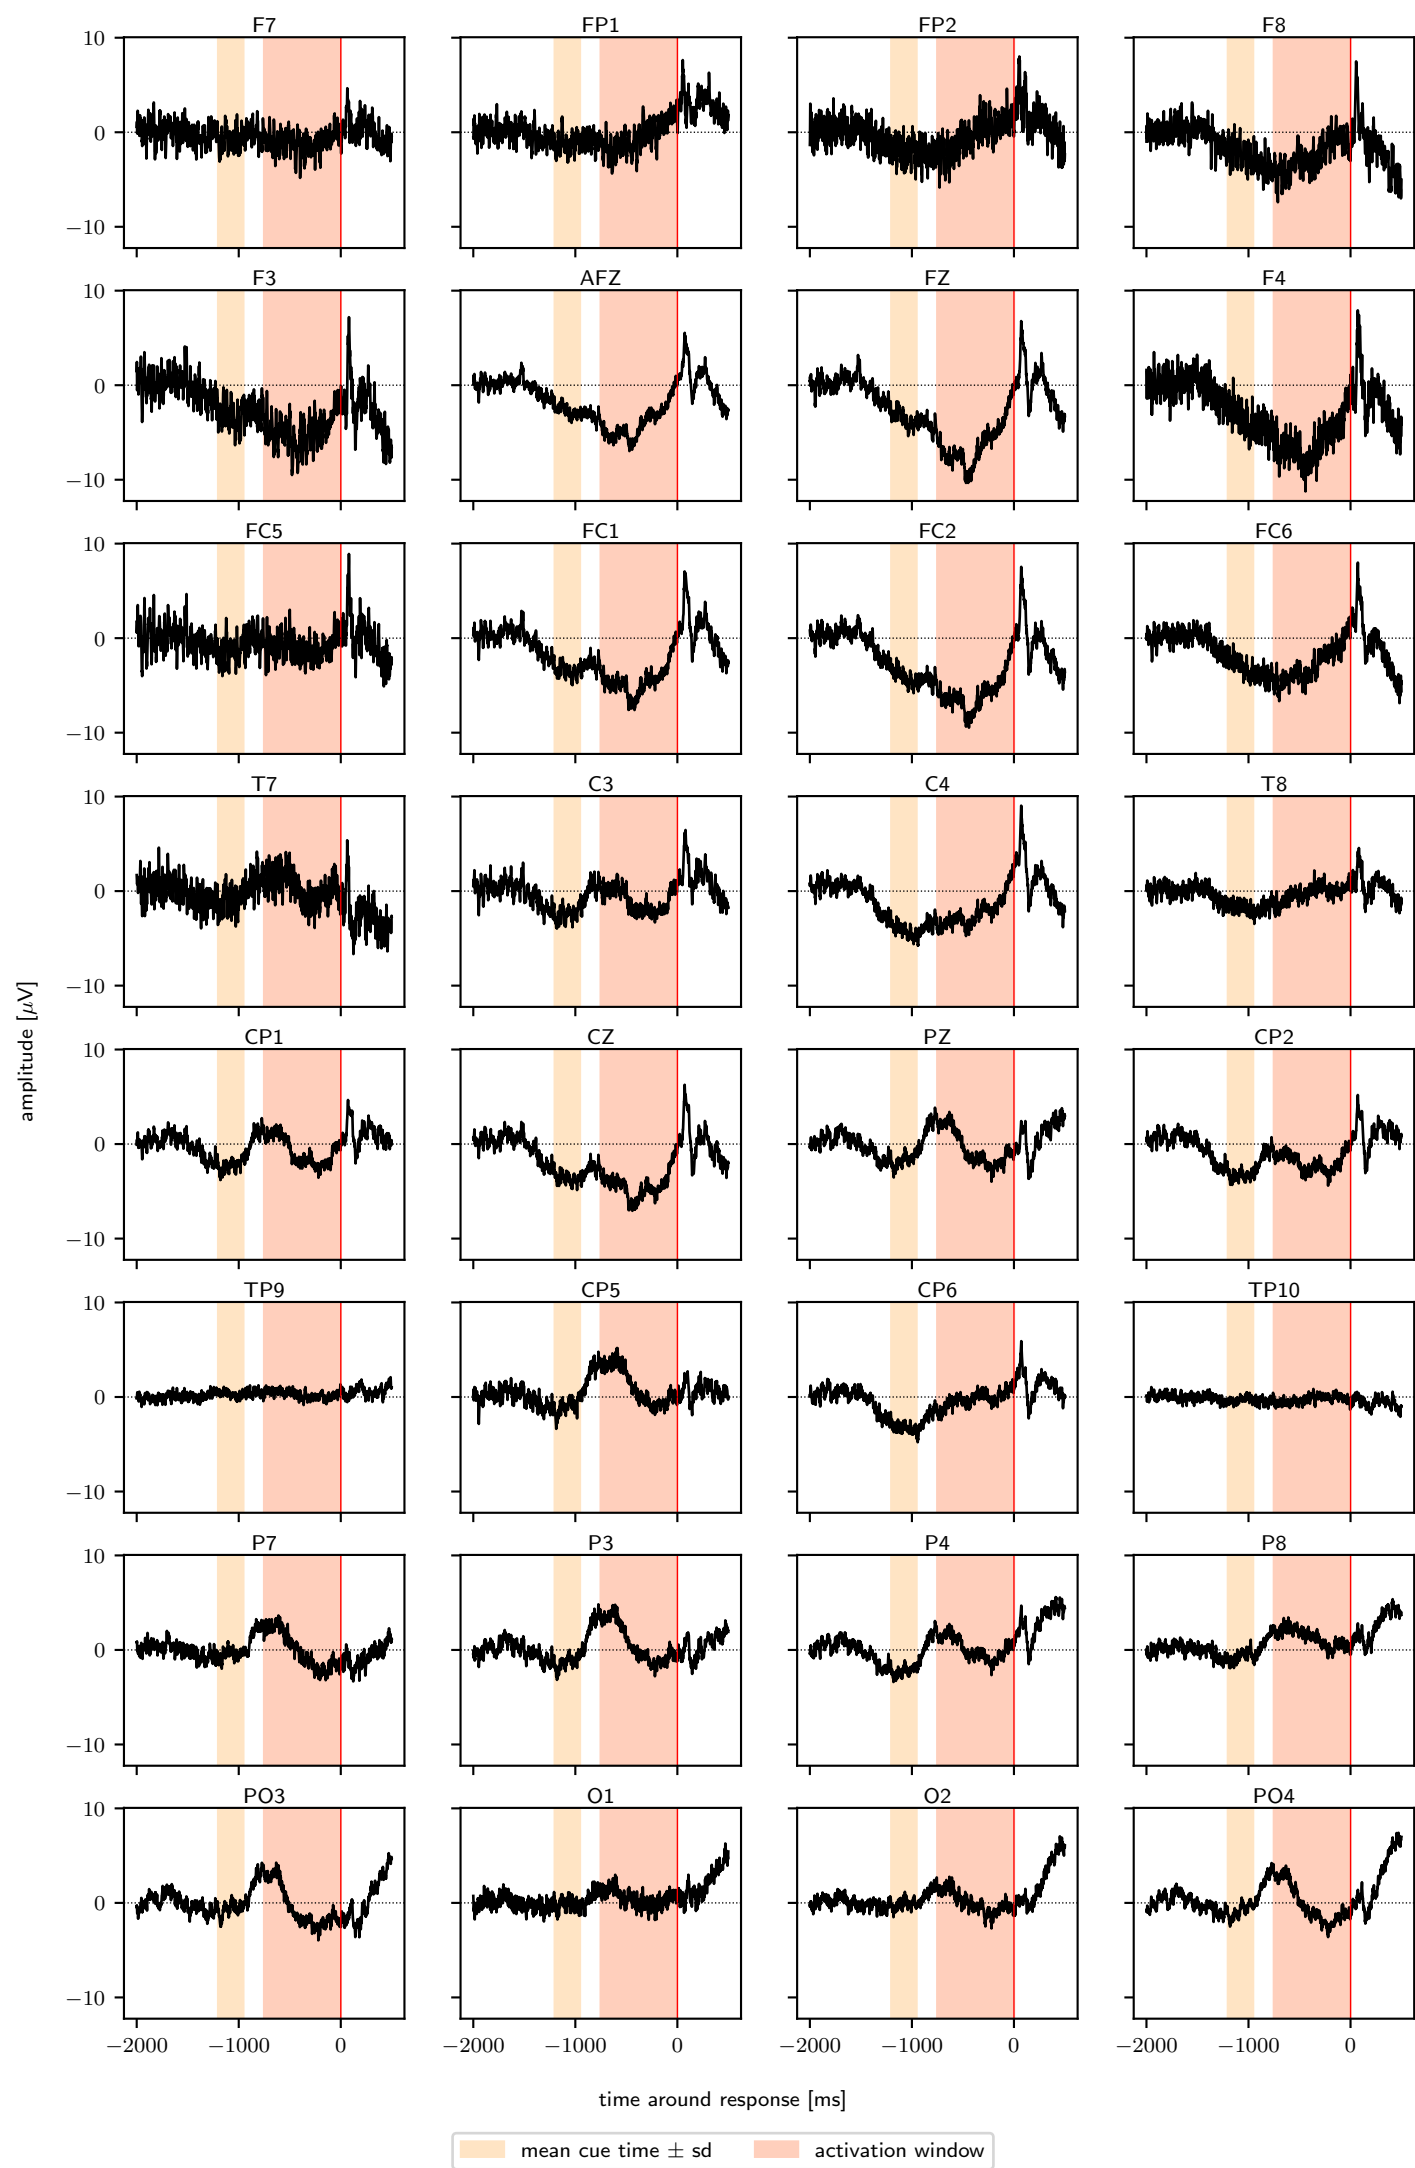 F7 FP1 FP2 F8
10
0
−10
F3 AFZ FZ F4
10
0
−10
FC5 FC1 FC2 FC6
10
0
−10
T7 C3 C4 T8
10
0
−10
amplitude [μV]
CP1 CZ PZ CP2
10
0
−10
TP9 CP5 CP6 TP10
10
0
−10
P7 P3 P4 P8
10
0
−10
PO3 O1 O2 PO4
10
0
−10
−2000 −1000 0 −2000 −1000 0 −2000 −1000 0 −2000 −1000 0
time around response [ms]
mean cue time ± sd activation window